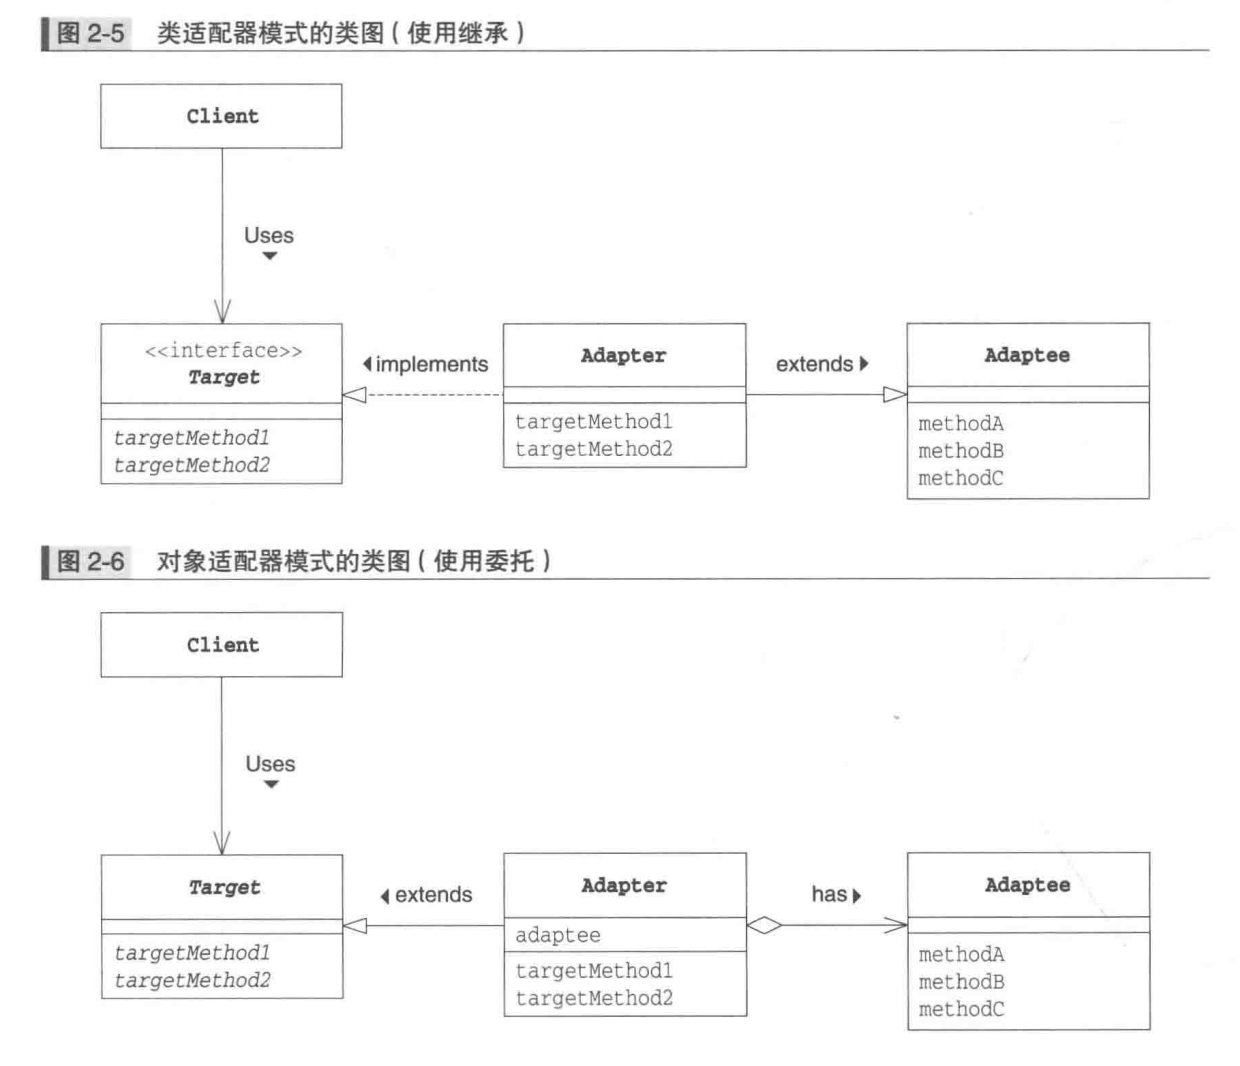 图 2-5 类适配器模式的类图(使用继承)
Client
Uses
<<interface>>
Target
targetMethod1
targetMethod2
implements
Adapter
targetMethod1
targetMethod2
extends
Adaptee
methodA
methodB
methodC
图 2-6 对象适配器模式的类图(使用委托)
Client
Uses
Target
targetMethod1
targetMethod2
extends
Adapter
adaptee
targetMethod1
targetMethod2
has
Adaptee
methodA
methodB
methodC